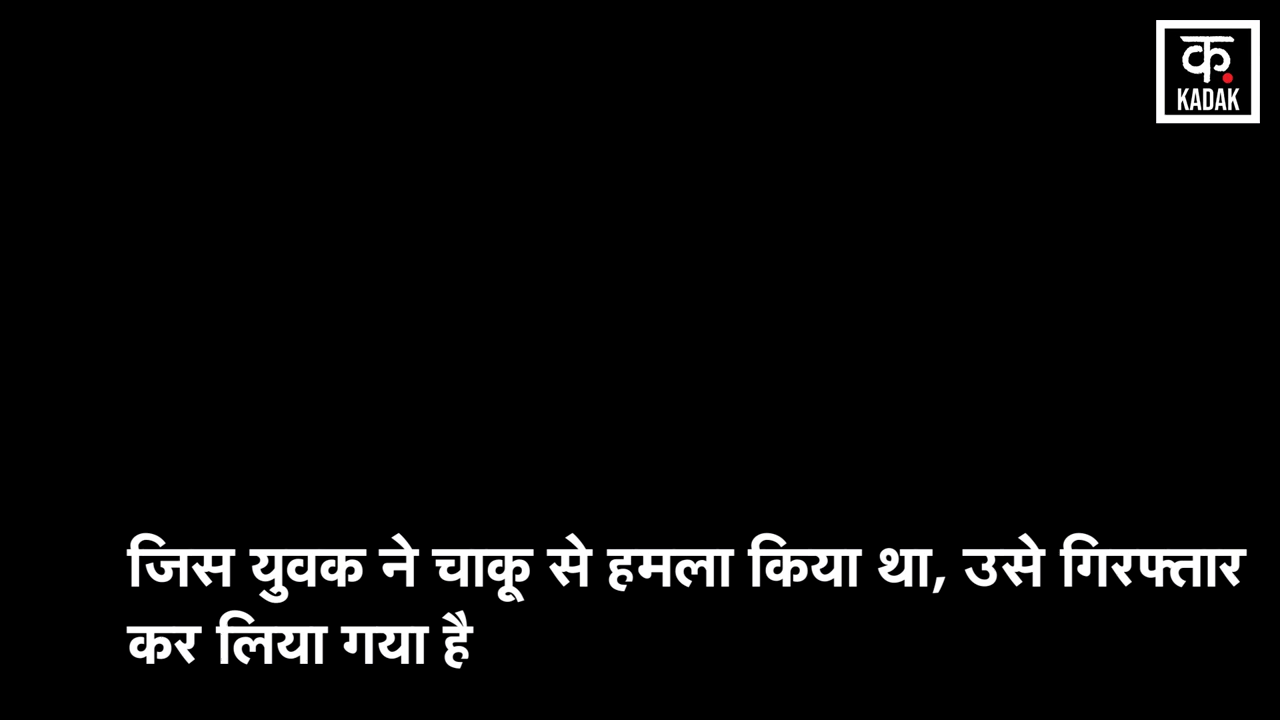 क.
KADAK
जिस युवक ने चाकू से हमला किया था, उसे गिरफ्तार
कर लिया गया है